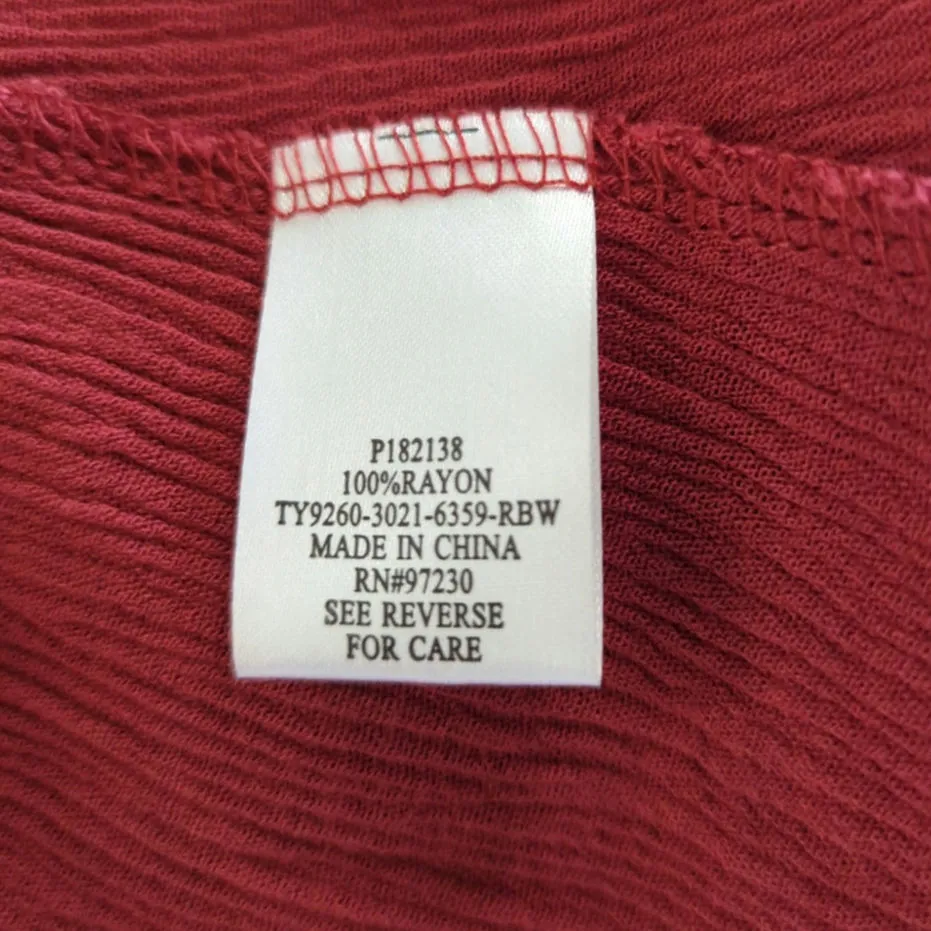 P182138
100%RAYON
TY9260-3021-6359-RBW
MADE IN CHINA
RN#97230
SEE REVERSE
FOR CARE